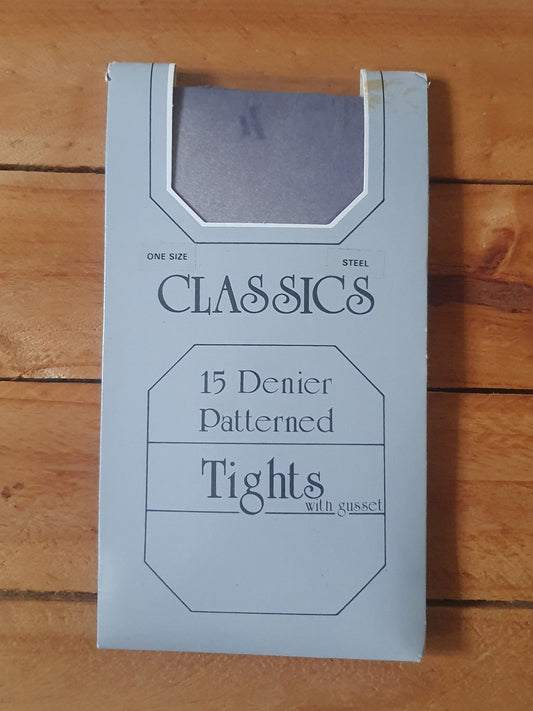 ONE SIZE
STEEL
CLASSICS
15 Denier
Patterned
Tights
with gusset